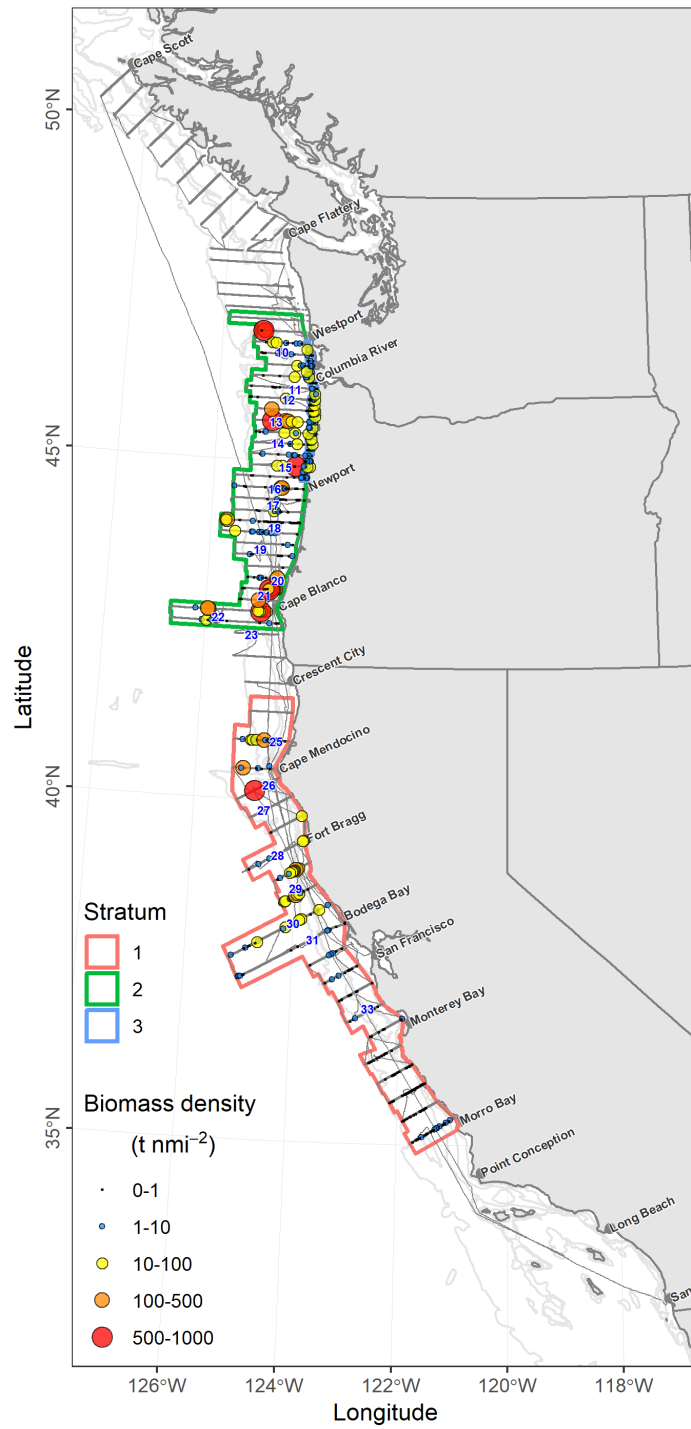 Cape Scott
50°N
Cape Flattery
Westport
10
Columbia River
11
12
13
45°N
14
15
Newport
16
17
18
19
20
Cape Blanco
21
22
23
Crescent City
Latitude
25
Cape Mendocino
40°N
26
27
Fort Bragg
28
29
Stratum
Bodega Bay
30
1
31
San Francisco
2
3
33
Monterey Bay
Biomass density
(t nmi−2)
Morro Bay
35°N
Point Conception
0-1
1-10
Long Beach
10-100
San
100-500
500-1000
126°W
124°W
122°W
120°W
118°W
Longitude